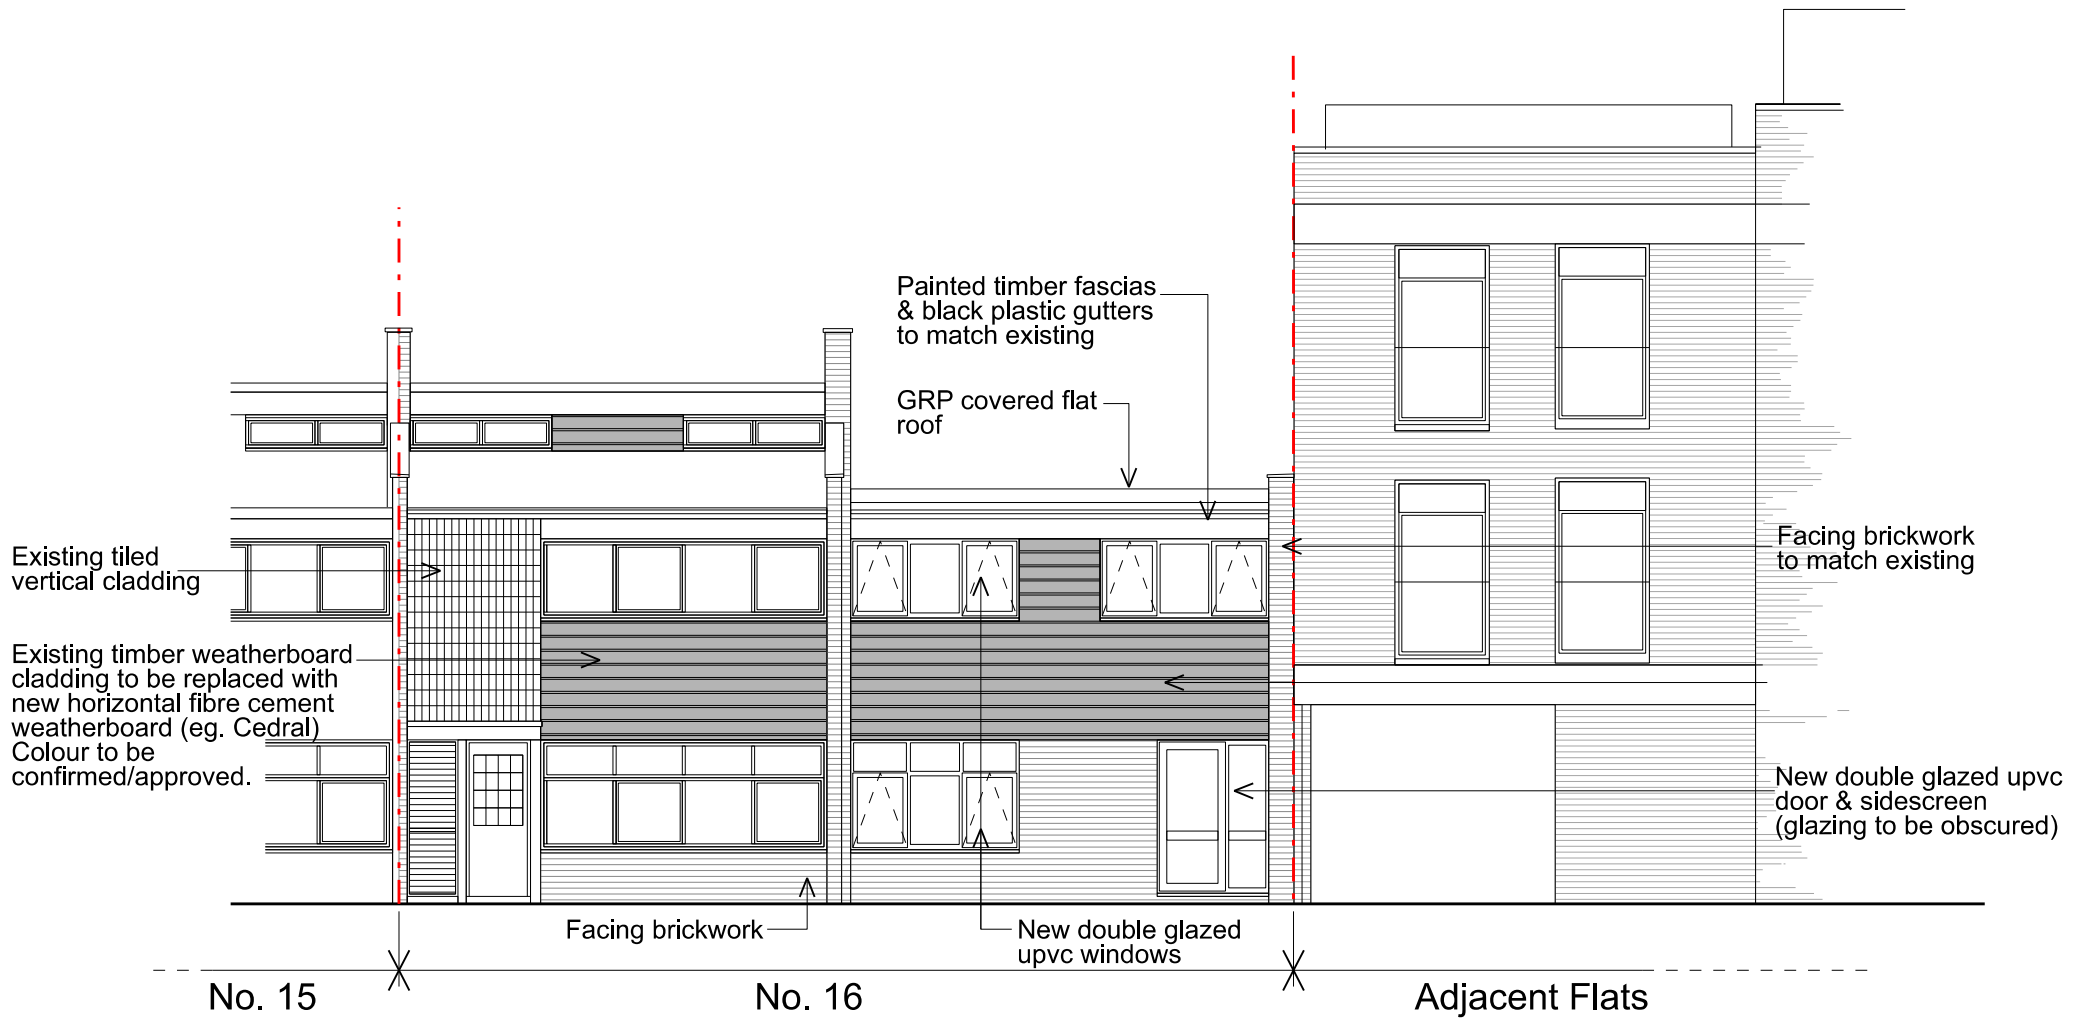 Painted timber fascias
& black plastic gutters
to match existing
GRP covered flat
roof
Existing tiled
vertical cladding
Facing brickwork
to match existing
Existing timber weatherboard
cladding to be replaced with
new horizontal fibre cement
weatherboard (eg. Cedral)
Colour to be
confirmed/approved.
New double glazed upvc
door & sidescreen
(glazing to be obscured)
Facing brickwork
New double glazed
upvc windows
No. 15
No. 16
Adjacent Flats